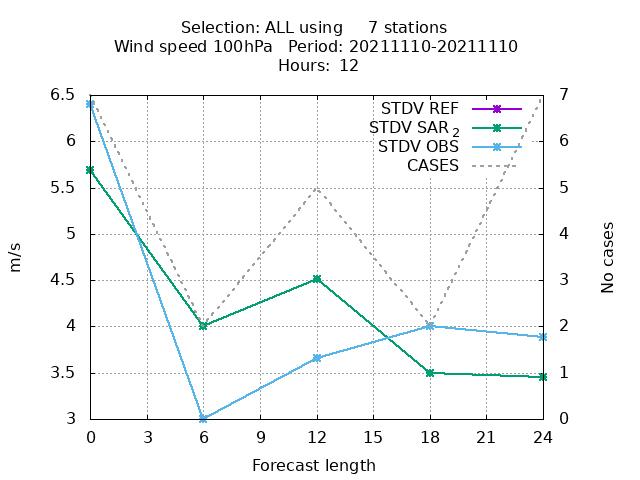 Selection: ALL using     7 stations
Wind speed 100hPa   Period: 20211110-20211110
Hours:  12
6.5
6
5.5
5
4.5
4
3.5
3
7
6
5
4
3
2
1
0
0
3
6
9
12
15
18
21
24
m/s
No cases
Forecast length
STDV REF
STDV SAR2
STDV OBS
CASES